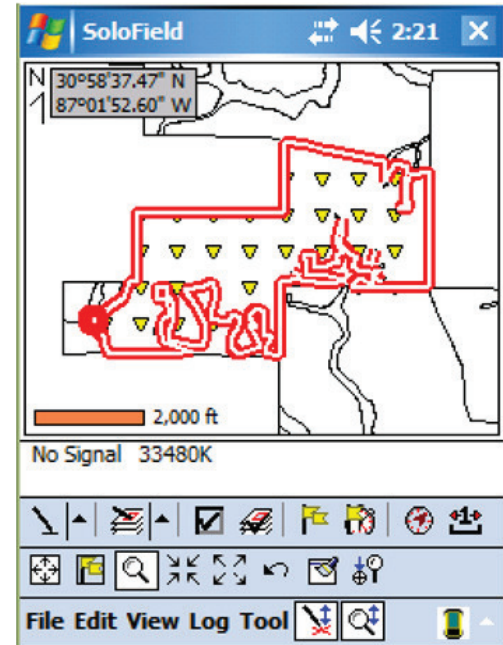 SoloField 2:21
N 30°58'37.47" N
87°01'52.60" W
2,000 ft
No Signal 33480K
1
File Edit View Log Tool